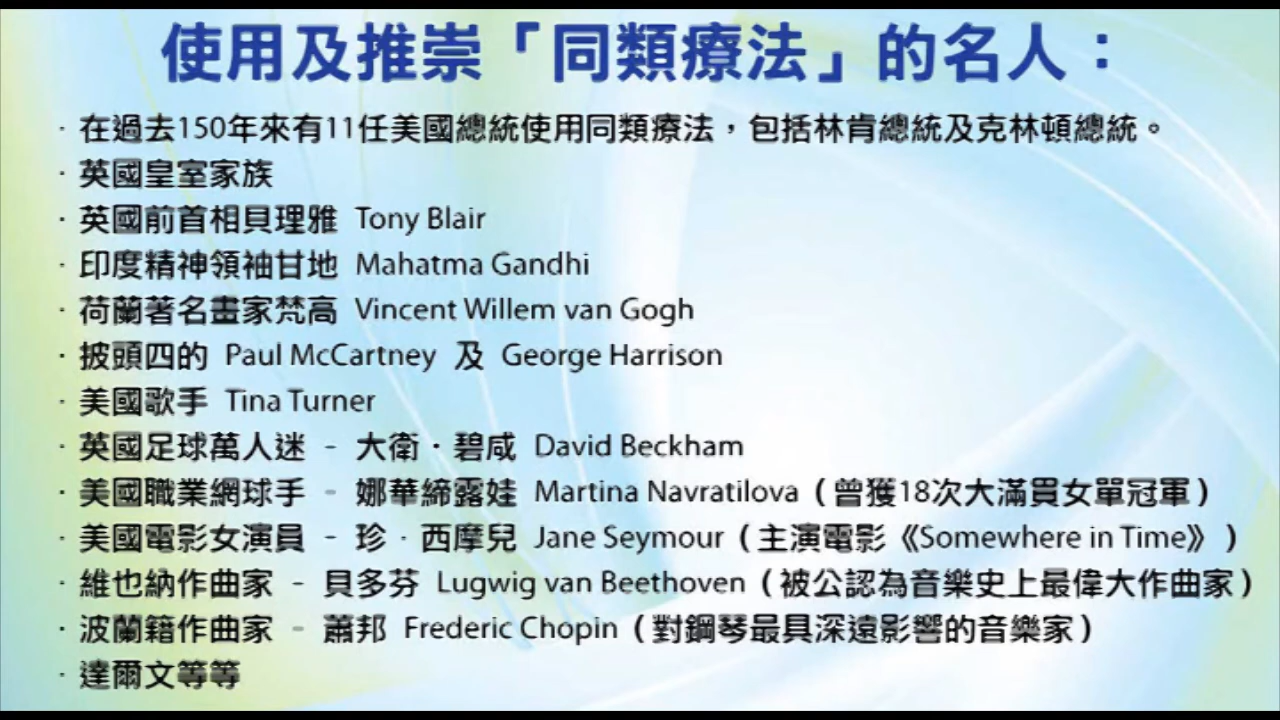 使用及推崇「同類療法」的名人：
· 在過去150年來有11任美國總統使用同類療法，包括林肯總統及克林頓總統。
· 英國皇室家族
· 英國前首相貝理雅 Tony Blair
· 印度精神領袖甘地 Mahatma Gandhi
· 荷蘭著名畫家梵高 Vincent Willem van Gogh
· 披頭四的 Paul McCartney 及 George Harrison
· 美國歌手 Tina Turner
· 英國足球萬人迷 - 大衛·碧咸 David Beckham
· 美國職業網球手 - 娜華締露娃 Martina Navratilova（曾獲18次大滿貫女單冠軍）
· 美國電影女演員 - 珍·西摩兒 Jane Seymour（主演電影《Somewhere in Time》）
· 維也納作曲家 - 貝多芬 Lugwig van Beethoven（被公認為音樂史上最偉大作曲家）
· 波蘭籍作曲家 - 蕭邦 Frederic Chopin（對鋼琴最具深遠影響的音樂家）
· 達爾文等等